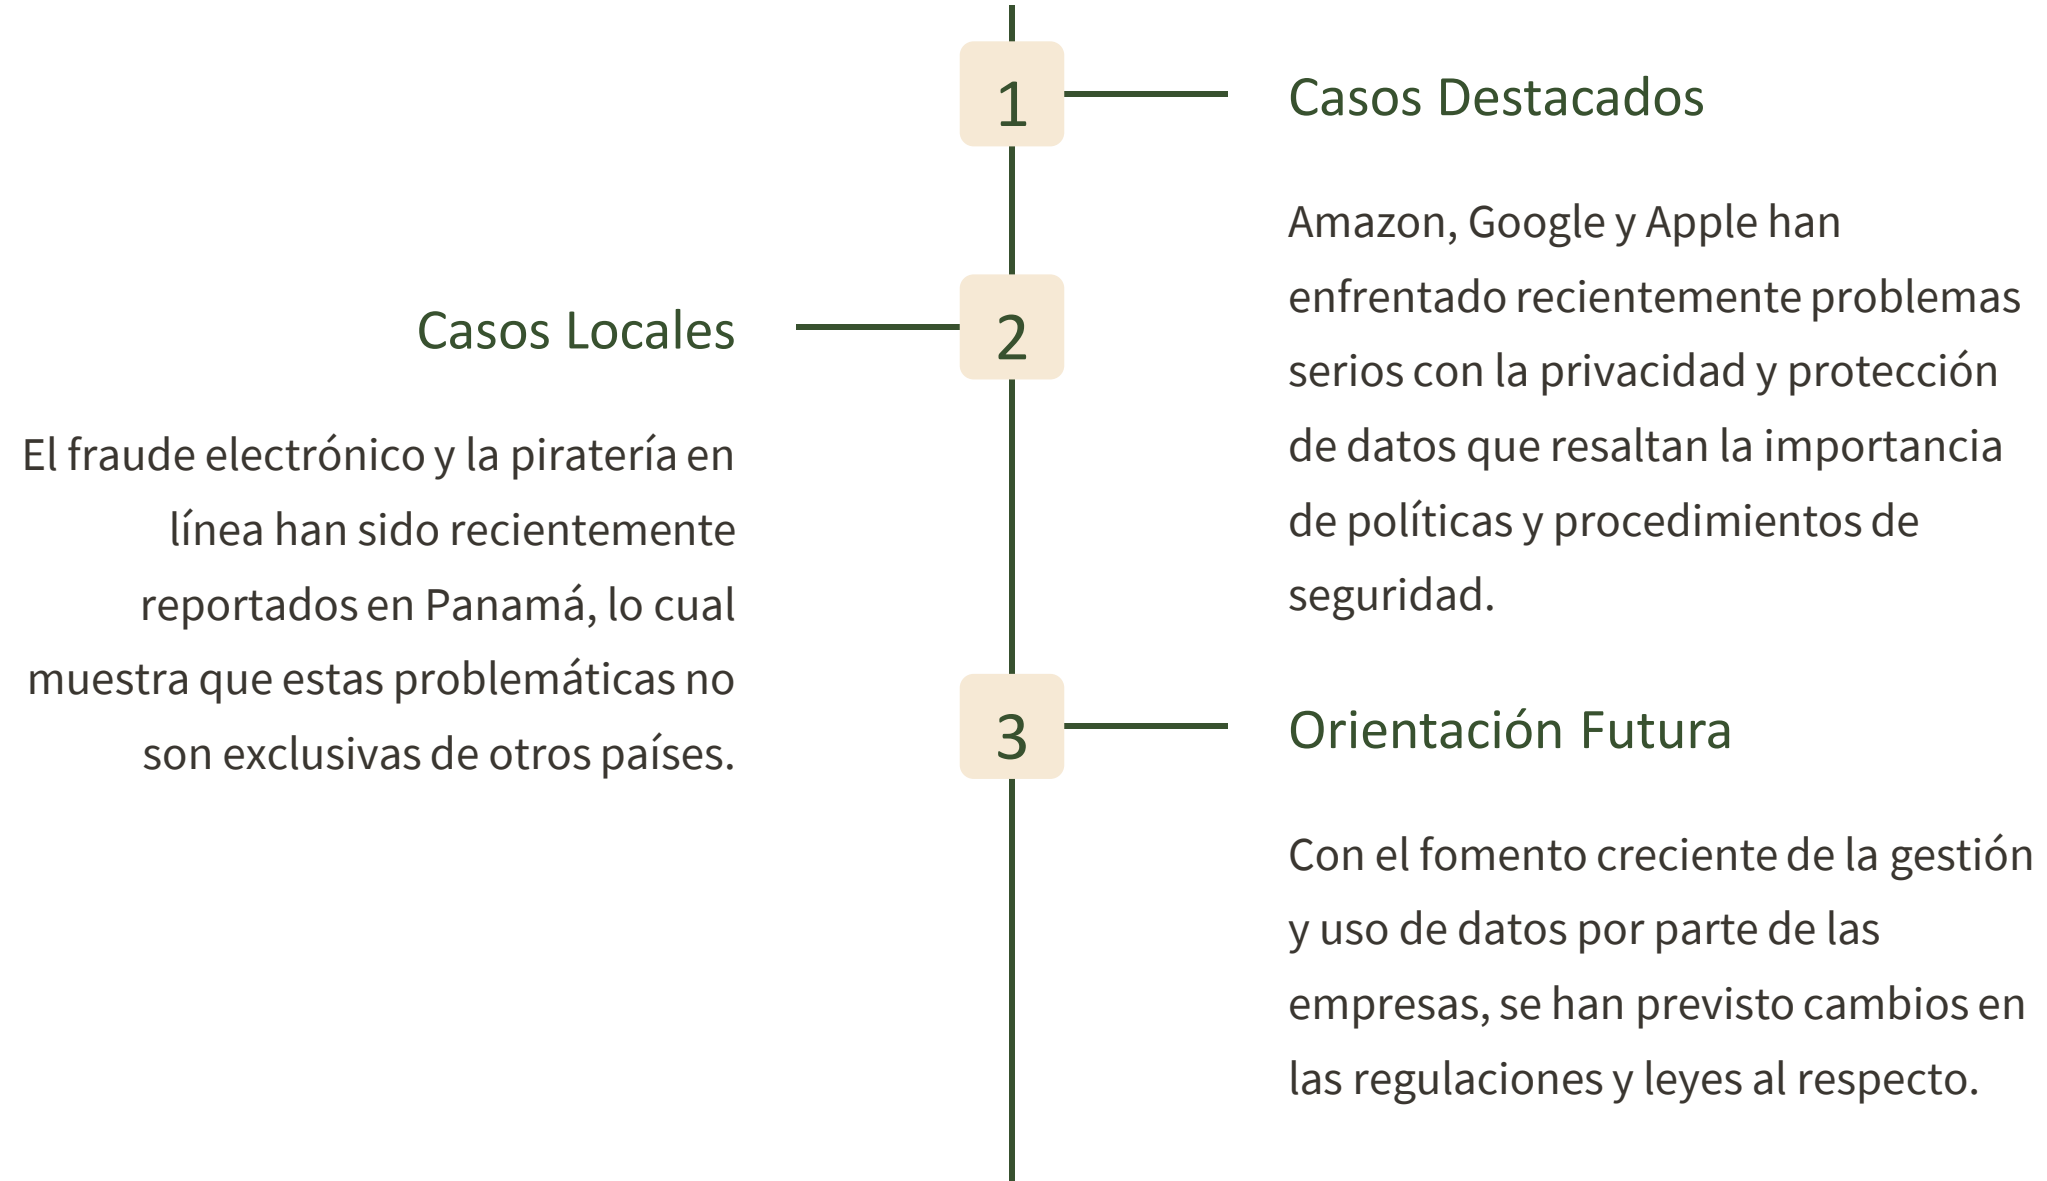 1
Casos Destacados
Amazon, Google y Apple han
enfrentado recientemente problemas
serios con la privacidad y protección
de datos que resaltan la importancia
de políticas y procedimientos de
seguridad.
2
Casos Locales
El fraude electrónico y la piratería en
línea han sido recientemente
reportados en Panamá, lo cual
muestra que estas problemáticas no
son exclusivas de otros países.
3
Orientación Futura
Con el fomento creciente de la gestión
y uso de datos por parte de las
empresas, se han previsto cambios en
las regulaciones y leyes al respecto.